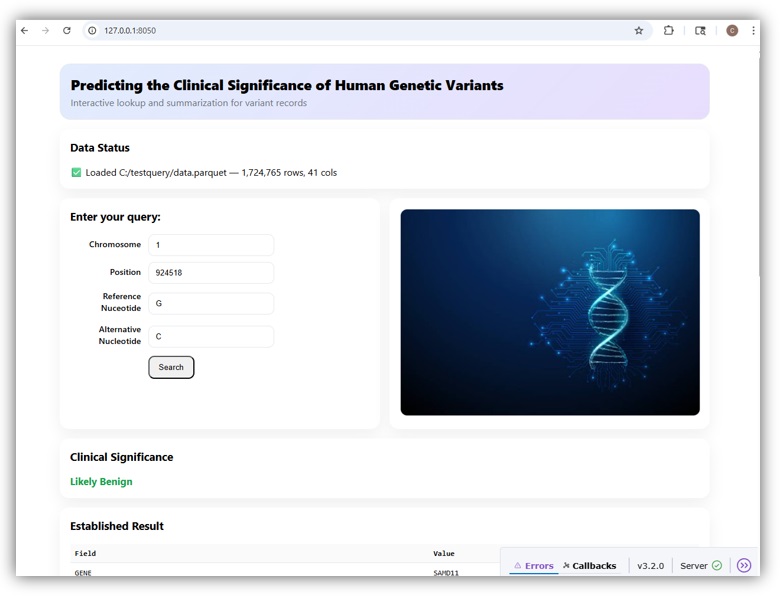 127.0.0.1:8050
C
Predicting the Clinical Significance of Human Genetic Variants
Interactive lookup and summarization for variant records
Data Status
✅ Loaded C:/testquery/data.parquet — 1,724,765 rows, 41 cols
Enter your query:
Chromosome 1
Position 924518
Reference
Nuceotide G
Alternative
Nucleotide C
Search
Clinical Significance
Likely Benign
Established Result
Field Value
GENE SAMD11
Errors Callbacks v3.2.0 Server